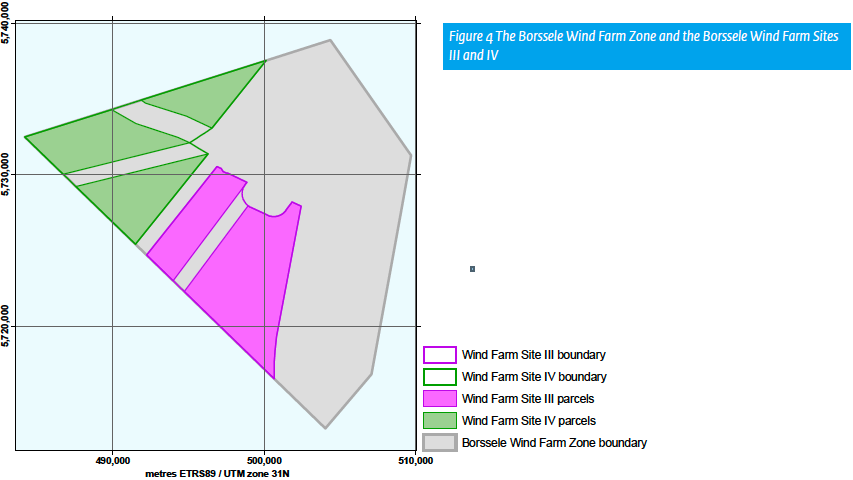 Figure 4 The Borssele Wind Farm Zone and the Borssele Wind Farm Sites
III and IV
5,740,000
5,730,000
5,720,000
490,000
500,000
510,000
metres ETRS89 / UTM zone 31N
Wind Farm Site III boundary
Wind Farm Site IV boundary
Wind Farm Site III parcels
Wind Farm Site IV parcels
Borssele Wind Farm Zone boundary